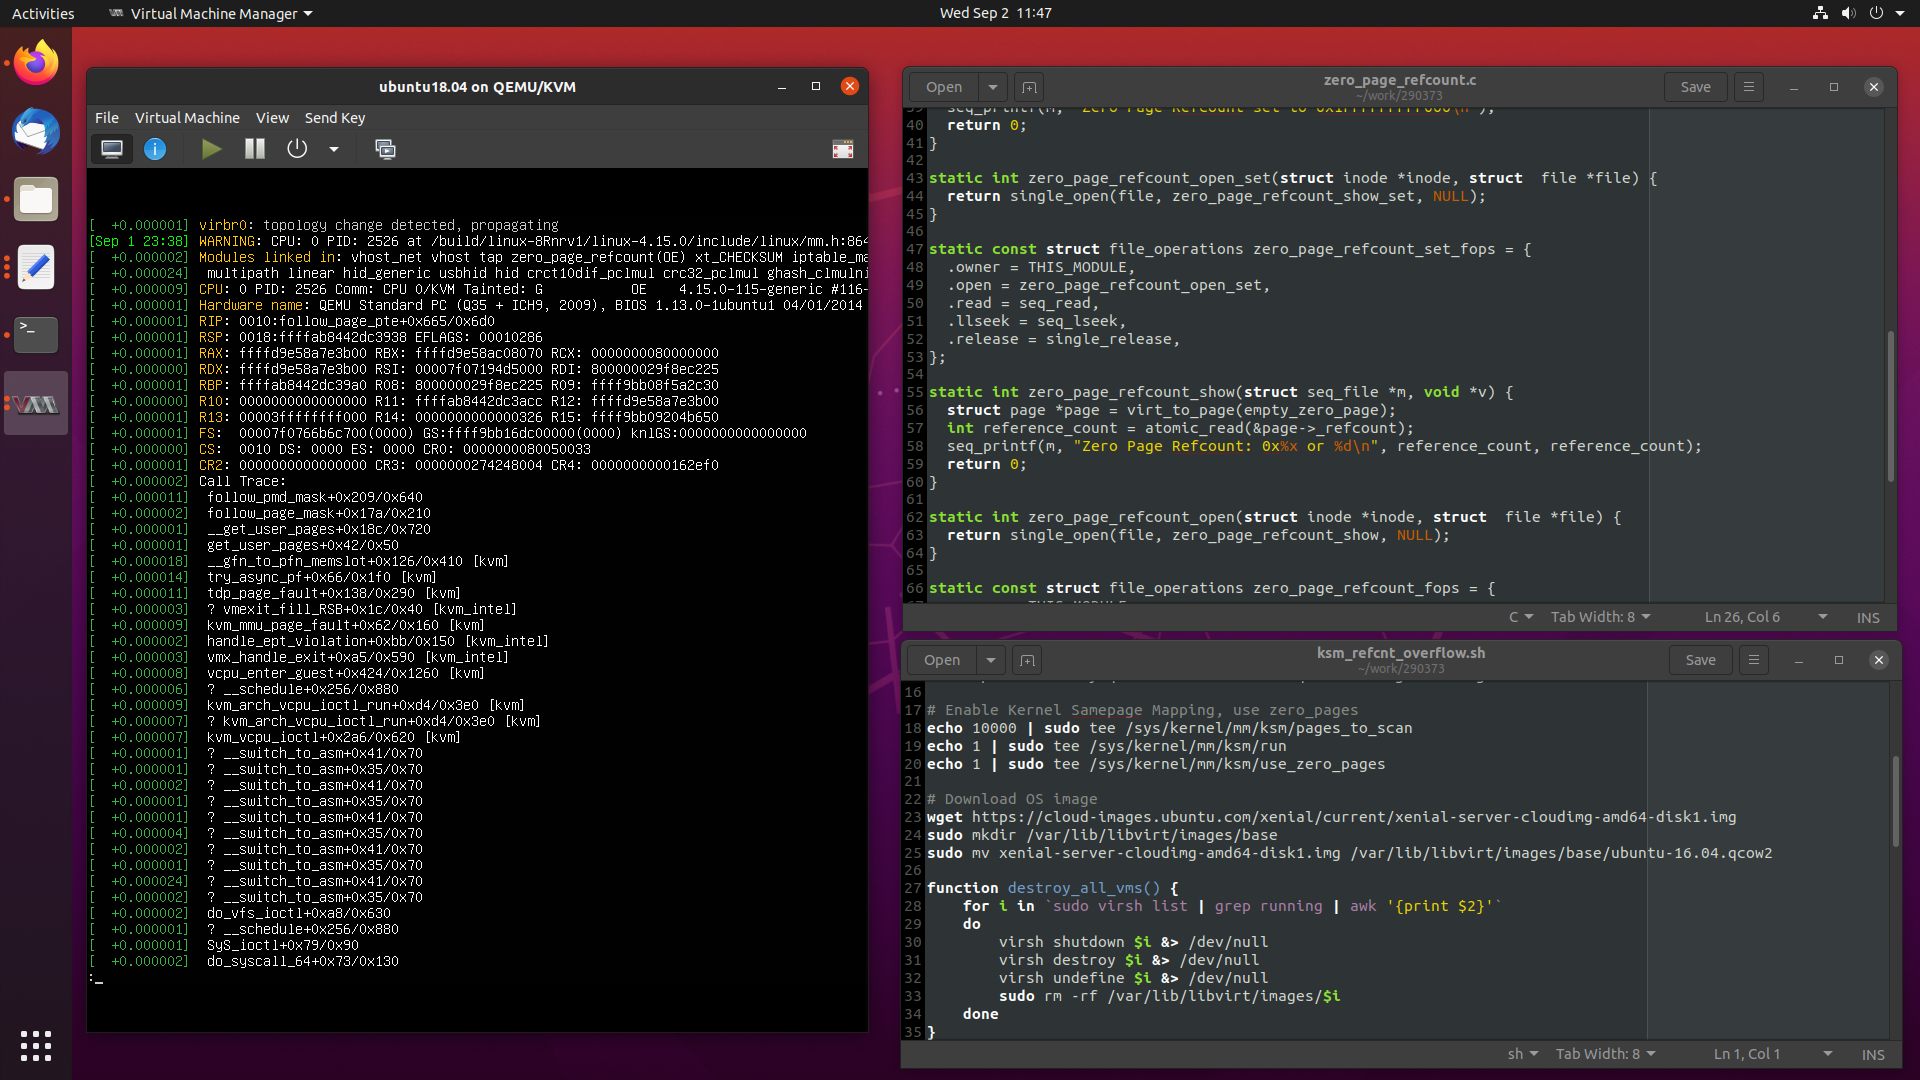 Activities
Virtual Machine Manager
Wed Sep 2 11:47
ubuntu18.04 on QEMU/KVM
File Virtual Machine View Send Key
[ +0.000001] virbr0: topology change detected, propagating
[Sep 1 23:38] WARNING: CPU: 0 PID: 2526 at /build/linux-8Rnrv1/linux-4.15.0/include/linux/mm.h:864
[ +0.000002] Modules linked in: vhost_net vhost tap zero_page_refcount(OE) xt_CHECKSUM iptable_ma
[ +0.000024] multipath linear hid_generic usbhid hid crct10dif_pclmul crc32_pclmul ghash_clmulni
[ +0.000009] CPU: 0 PID: 2526 Comm: CPU 0/KVM Tainted: G OE 4.15.0-115-generic #116-
[ +0.000001] Hardware name: QEMU Standard PC (Q35 + ICH9, 2009), BIOS 1.13.0-1ubuntu1 04/01/2014
[ +0.000001] RIP: 0010:follow_page_pte+0x665/0x6d0
[ +0.000001] RSP: 0018:ffffab8442dc3938 EFLAGS: 00010286
[ +0.000001] RAX: ffffd9e58a7e3b00 RBX: ffffd9e58ac08070 RCX: 0000000080000000
[ +0.000000] RDX: ffffd9e58a7e3b00 RSI: 00007f07194d5000 RDI: 800000029f8ec225
[ +0.000001] RBP: ffffab8442dc39a0 R08: 800000029f8ec225 R09: ffff9bb08f5a2c30
[ +0.000000] R10: 0000000000000000 R11: ffffab8442dc3acc R12: ffffd9e58a7e3b00
[ +0.000001] R13: 00003ffffffff000 R14: 0000000000000326 R15: ffff9bb09204b650
[ +0.000001] FS: 00007f0766b6c700(0000) GS:ffff9bb16dc00000(0000) knlGS:0000000000000000
[ +0.000000] CS: 0010 DS: 0000 ES: 0000 CR0: 0000000080050033
[ +0.000001] CR2: 0000000000000000 CR3: 0000000274248004 CR4: 0000000000162ef0
[ +0.000002] Call Trace:
[ +0.000011] follow_pmd_mask+0x209/0x640
[ +0.000002] follow_page_mask+0x17a/0x210
[ +0.000001] __get_user_pages+0x18c/0x720
[ +0.000001] get_user_pages+0x42/0x50
[ +0.000018] __gfn_to_pfn_memslot+0x126/0x410 [kvm]
[ +0.000014] try_async_pf+0x66/0x1f0 [kvm]
[ +0.000011] tdp_page_fault+0x138/0x290 [kvm]
[ +0.000003] ? vmexit_fill_RSB+0x1c/0x40 [kvm_intel]
[ +0.000009] kvm_mmu_page_fault+0x62/0x160 [kvm]
[ +0.000002] handle_ept_violation+0xbb/0x150 [kvm_intel]
[ +0.000003] vmx_handle_exit+0xa5/0x590 [kvm_intel]
[ +0.000008] vcpu_enter_guest+0x424/0x1260 [kvm]
[ +0.000006] ? __schedule+0x256/0x880
[ +0.000009] kvm_arch_vcpu_ioctl_run+0xd4/0x3e0 [kvm]
[ +0.000007] ? kvm_arch_vcpu_ioctl_run+0xd4/0x3e0 [kvm]
[ +0.000007] kvm_vcpu_ioctl+0x2a6/0x620 [kvm]
[ +0.000001] ? __switch_to_asm+0x41/0x70
[ +0.000001] ? __switch_to_asm+0x35/0x70
[ +0.000002] ? __switch_to_asm+0x41/0x70
[ +0.000001] ? __switch_to_asm+0x35/0x70
[ +0.000001] ? __switch_to_asm+0x41/0x70
[ +0.000004] ? __switch_to_asm+0x35/0x70
[ +0.000002] ? __switch_to_asm+0x41/0x70
[ +0.000001] ? __switch_to_asm+0x35/0x70
[ +0.000024] ? __switch_to_asm+0x41/0x70
[ +0.000002] ? __switch_to_asm+0x35/0x70
[ +0.000002] do_vfs_ioctl+0xa8/0x630
[ +0.000001] ? __schedule+0x256/0x880
[ +0.000001] SyS_ioctl+0x79/0x90
[ +0.000002] do_syscall_64+0x73/0x130
:_
Open
zero_page_refcount.c
~/work/290373
Save
40 return 0;
41 }
42
43 static int zero_page_refcount_open_set(struct inode *inode, struct  file *file) {
44 return single_open(file, zero_page_refcount_show_set, NULL);
45 }
46
47 static const struct file_operations zero_page_refcount_set_fops = {
48 .owner = THIS_MODULE,
49 .open = zero_page_refcount_open_set,
50 .read = seq_read,
51 .llseek = seq_lseek,
52 .release = single_release,
53 };
54
55 static int zero_page_refcount_show(struct seq_file *m, void *v) {
56 struct page *page = virt_to_page(empty_zero_page);
57 int reference_count = atomic_read(&page->_refcount);
58 seq_printf(m, "Zero Page Refcount: 0x%x or %d\n", reference_count, reference_count);
59 return 0;
60 }
61
62 static int zero_page_refcount_open(struct inode *inode, struct  file *file) {
63 return single_open(file, zero_page_refcount_show, NULL);
64 }
65
66 static const struct file_operations zero_page_refcount_fops = {
C Tab Width: 8 Ln 26, Col 6 INS
Open
ksm_refcnt_overflow.sh
~/work/290373
Save
16
17 # Enable Kernel Samepage Mapping, use zero_pages
18 echo 10000 | sudo tee /sys/kernel/mm/ksm/pages_to_scan
19 echo 1 | sudo tee /sys/kernel/mm/ksm/run
20 echo 1 | sudo tee /sys/kernel/mm/ksm/use_zero_pages
21
22 # Download OS image
23 wget https://cloud-images.ubuntu.com/xenial/current/xenial-server-cloudimg-amd64-disk1.img
24 sudo mkdir /var/lib/libvirt/images/base
25 sudo mv xenial-server-cloudimg-amd64-disk1.img /var/lib/libvirt/images/base/ubuntu-16.04.qcow2
26
27 function destroy_all_vms() {
28 for i in `sudo virsh list | grep running | awk '{print $2}'`
29 do
30 virsh shutdown $i &> /dev/null
31 virsh destroy $i &> /dev/null
32 virsh undefine $i &> /dev/null
33 sudo rm -rf /var/lib/libvirt/images/$i
34 done
35 }
sh Tab Width: 8 Ln 1, Col 1 INS